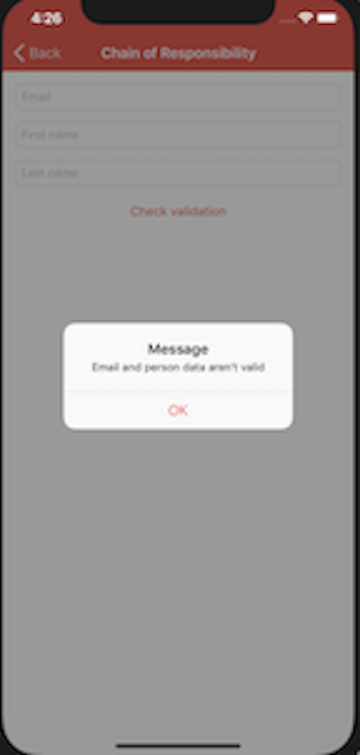 4:26
Back
Chain of Responsibility
Email
First name
Last name
Check validation
Message
Email and person data aren't valid
OK